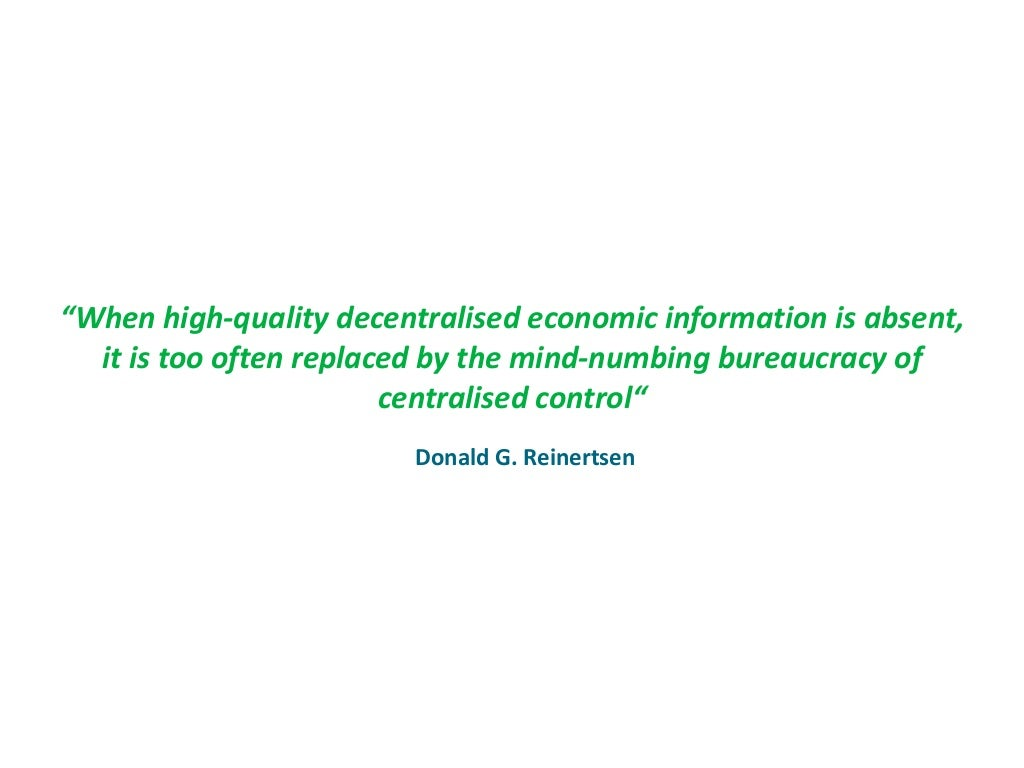 “When high-quality decentralised economic information is absent,
it is too often replaced by the mind-numbing bureaucracy of
centralised control“
Donald G. Reinertsen